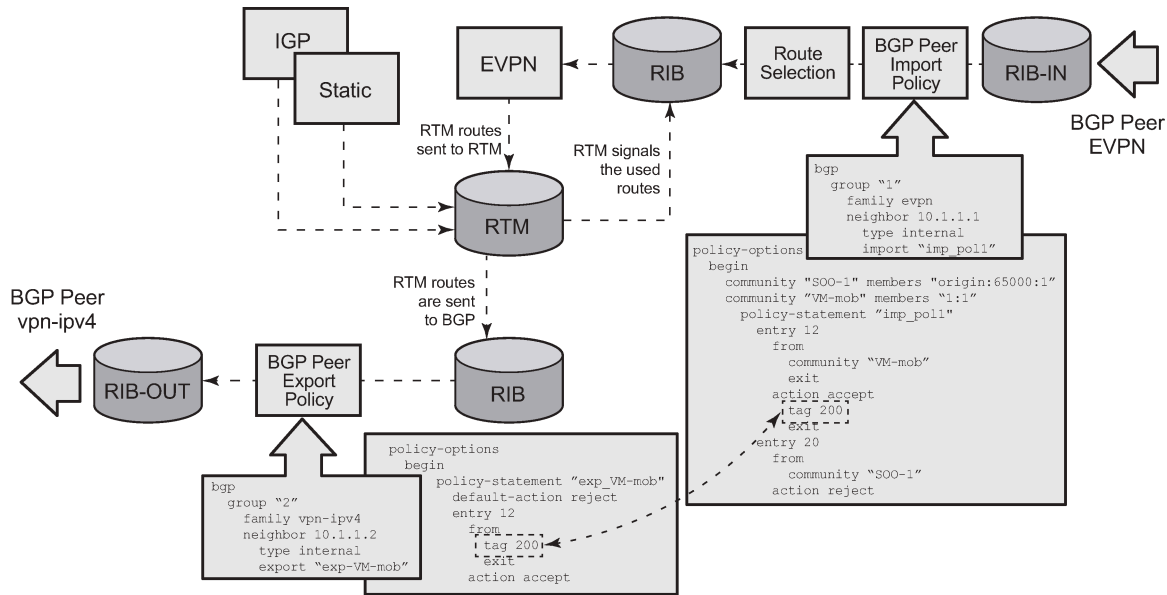 IGP
Static
EVPN
RIB
Route
Selection
BGP Peer
Import
Policy
RIB-IN
BGP Peer
EVPN
RTM routes
sent to RTM
RTM signals
the used
routes
RTM
bgp
group “1”
family evpn
neighbor 10.1.1.1
type internal
import “imp_pol1”
policy-options
begin
community "SOO-1" members "origin:65000:1”
community ”VM-mob" members “1:1”
policy-statement ”imp_pol1"
entry 12
from
community “VM-mob”
exit
action accept
tag 200
exit
entry 20
from
community “SOO-1”
action reject
RTM routes
are sent
to BGP
BGP Peer
vpn-ipv4
RIB-OUT
BGP Peer
Export
Policy
RIB
bgp
group “2”
family vpn-ipv4
neighbor 10.1.1.2
type internal
export “exp-VM-mob”
policy-options
begin
policy-statement ”exp_VM-mob"
default-action reject
entry 12
from
tag 200
exit
action accept